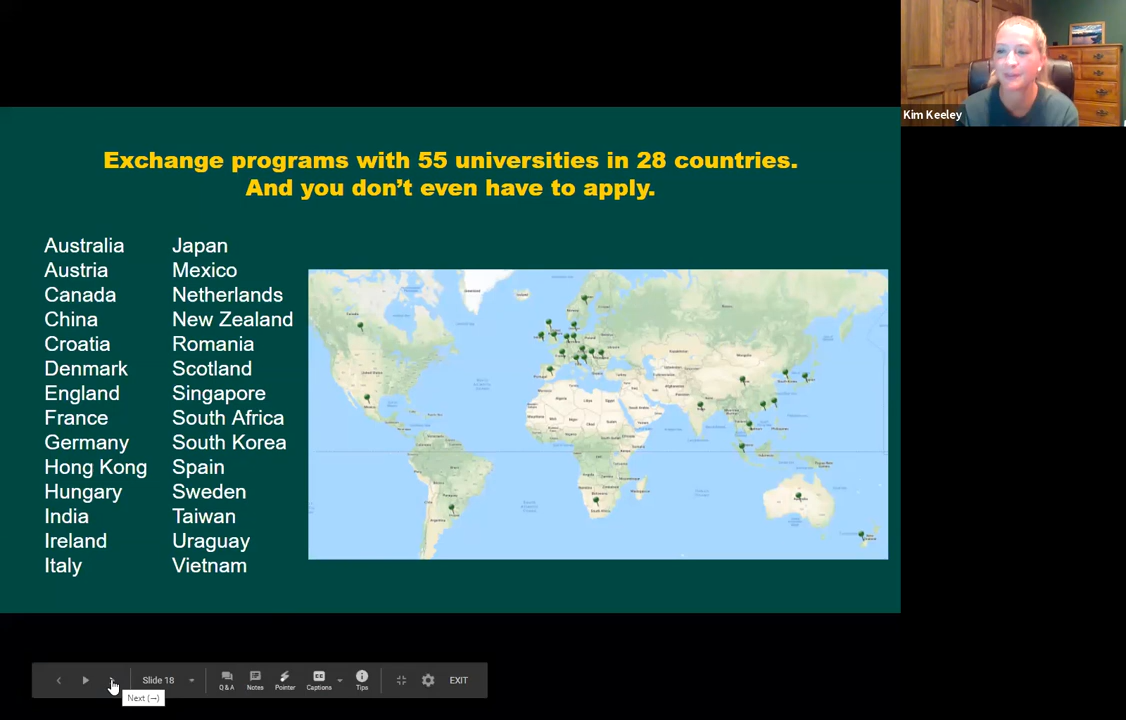 Kim Keeley
Exchange programs with 55 universities in 28 countries.
And you don't even have to apply.
Australia
Austria
Canada
China
Croatia
Denmark
England
France
Germany
Hong Kong
Hungary
India
Ireland
Italy
Japan
Mexico
Netherlands
New Zealand
Romania
Scotland
Singapore
South Africa
South Korea
Spain
Sweden
Taiwan
Uraguay
Vietnam
Slide 18
Q&A
Notes
Pointer
CC
Captions
Tips
EXIT
Next (→)